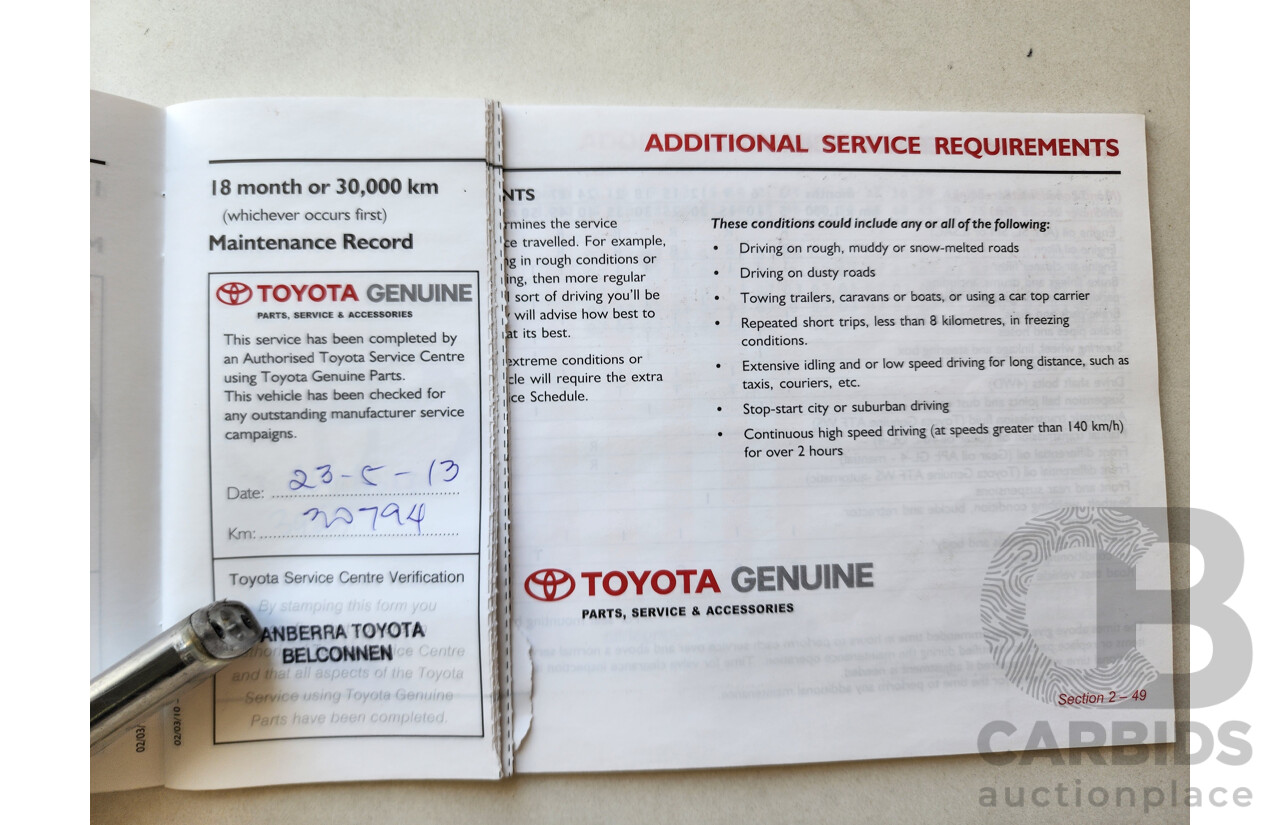 18 month or 30,000 km
(whichever occurs first)
Maintenance Record
TOYOTA GENUINE
PARTS, SERVICE & ACCESSORIES
This service has been completed by
an Authorised Toyota Service Centre
using Toyota Genuine Parts.
This vehicle has been checked for
any outstanding manufacturer service
campaigns.
Date: 23-5-13
Km: 30794
Toyota Service Centre Verification
By stamping this form you
ANBERRA TOYOTA
BELCONNEN
ice Centre
and that all aspects of the Toyota
Service using Toyota Genuine
Parts have been completed.
02/03/
02/03/10 –
ADDITIONAL SERVICE REQUIREMENTS
NTS
rmines the service
ce travelled. For example,
ng in rough conditions or
ing, then more regular
l sort of driving you'll be
will advise how best to
at its best.
extreme conditions or
cle will require the extra
ce Schedule.
These conditions could include any or all of the following:
• Driving on rough, muddy or snow-melted roads
• Driving on dusty roads
• Towing trailers, caravans or boats, or using a car top carrier
• Repeated short trips, less than 8 kilometres, in freezing
conditions.
• Extensive idling and or low speed driving for long distance, such as
taxis, couriers, etc.
• Stop-start city or suburban driving
• Continuous high speed driving (at speeds greater than 140 km/h)
for over 2 hours
TOYOTA GENUINE
PARTS, SERVICE & ACCESSORIES
Section 2 – 49
CB
CARBIDS
auctionplace